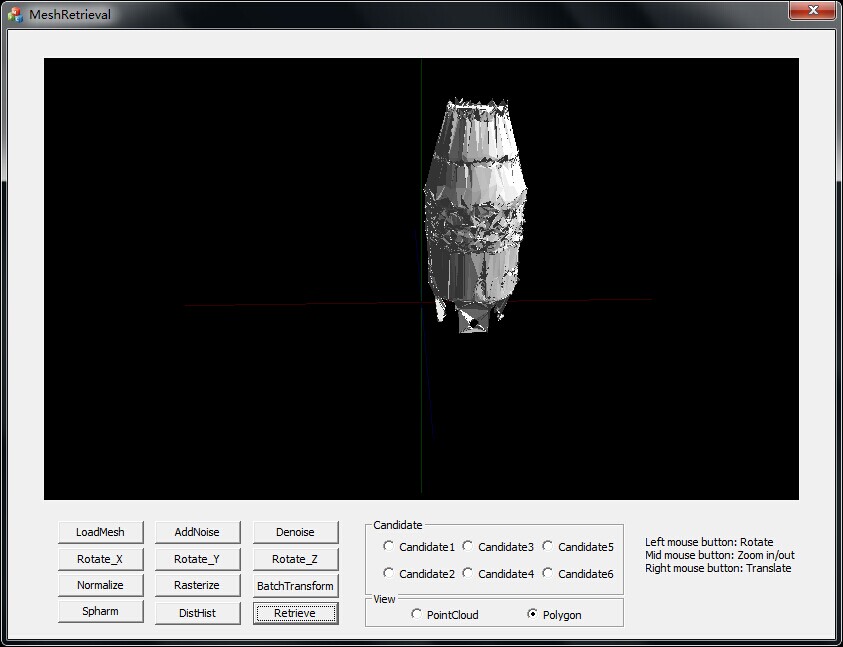 MeshRetrieval
LoadMesh AddNoise Denoise
Rotate_X Rotate_Y Rotate_Z
Normalize Rasterize BatchTransform
Spharm DistHist Retrieve
Candidate
Candidate1 Candidate3 Candidate5
Candidate2 Candidate4 Candidate6
View
PointCloud Polygon
Left mouse button: Rotate
Mid mouse button: Zoom in/out
Right mouse button: Translate